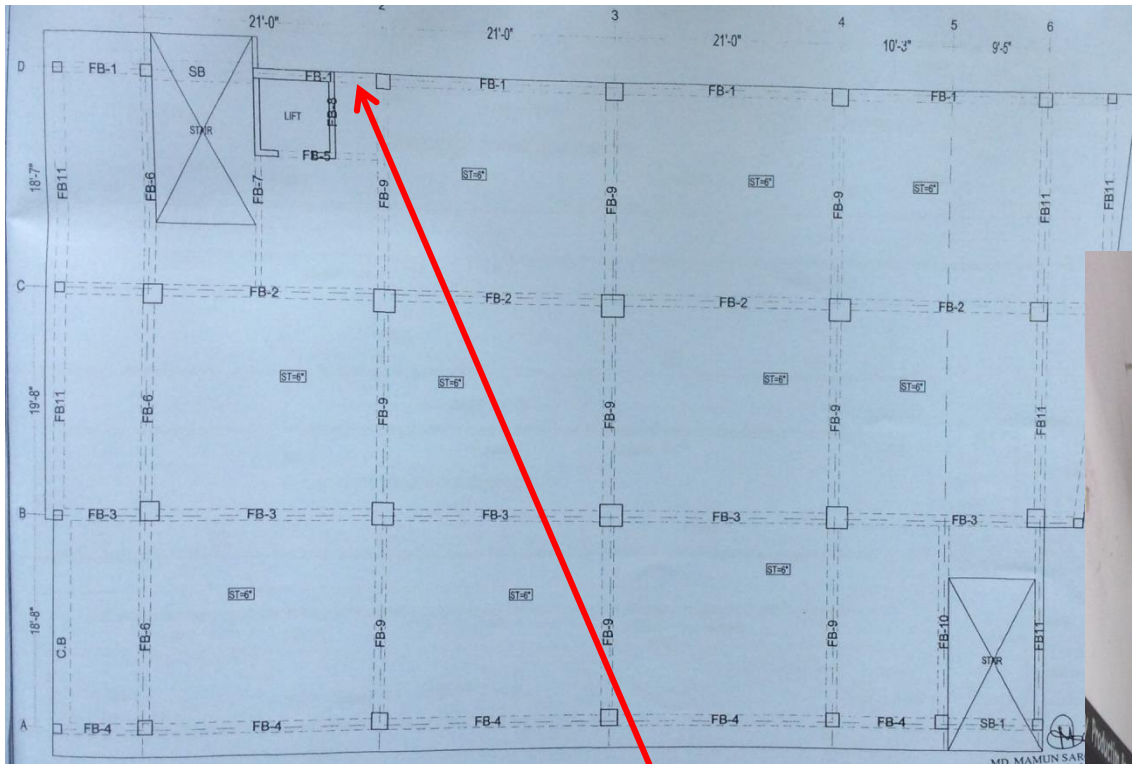 2 3 4 5 6
21'-0" 21'-0" 21'-0" 10'-3" 9'-5"
D FB-1 SB FB-1 FB-1 FB-1 FB-1
LIFT FB-8
STAIR
FB-5
18'-7" FB11 FB-6 FB-7 FB-9 ST=6" FB-9 ST=6" FB-9 ST=6" FB11 FB11
C FB-2 FB-2 FB-2 FB-2
ST=6" ST=6" ST=6" ST=6"
19'-8" FB11 FB-6 FB-9 FB-9 FB-9 FB11
B FB-3 FB-3 FB-3 FB-3 FB-3
ST=6" ST=6" ST=6"
18'-8" C.B FB-6 FB-9 FB-9 FB-9 FB-10 FB11
STAIR
A FB-4 FB-4 FB-4 FB-4 FB-4 SB-1
MD. MAMUN SAR